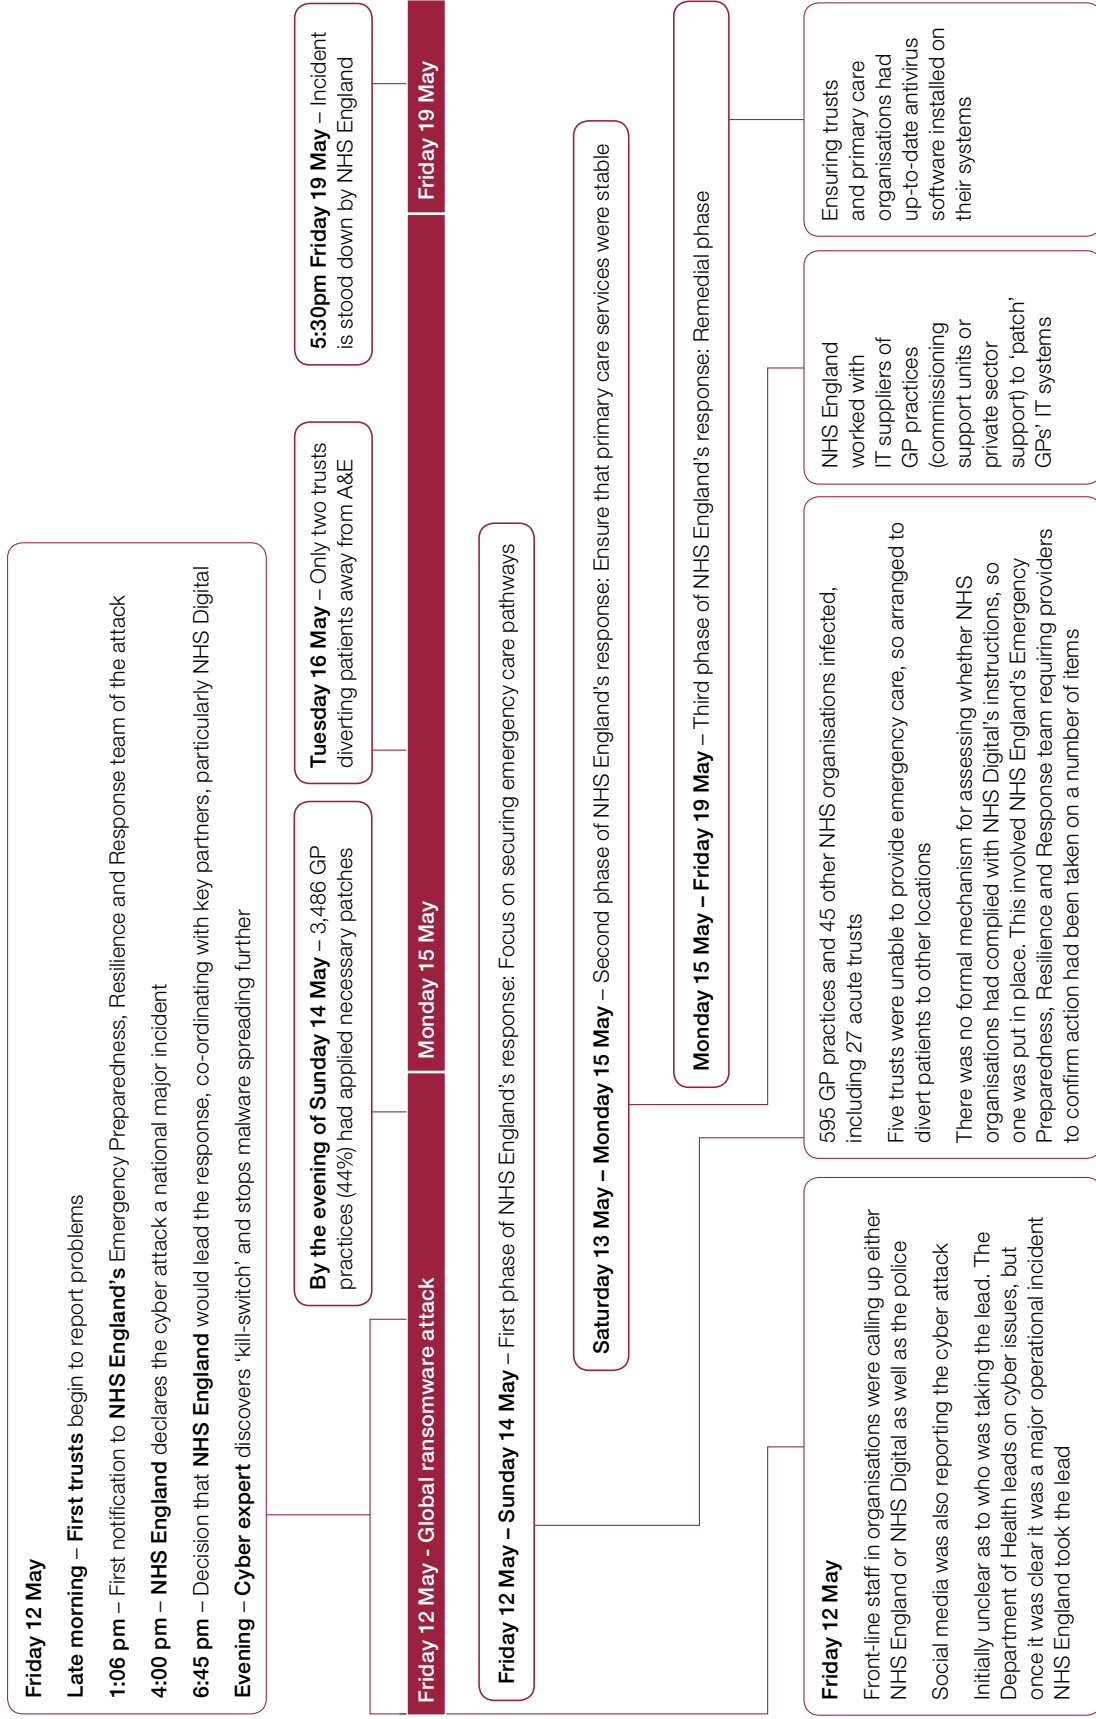 Friday 12 May
Late morning – First trusts begin to report problems
1:06 pm – First notification to NHS England's Emergency Preparedness, Resilience and Response team of the attack
4:00 pm – NHS England declares the cyber attack a national major incident
6:45 pm – Decision that NHS England would lead the response, co-ordinating with key partners, particularly NHS Digital
Evening – Cyber expert discovers 'kill-switch' and stops malware spreading further
By the evening of Sunday 14 May – 3,486 GP
practices (44%) had applied necessary patches
Tuesday 16 May – Only two trusts
diverting patients away from A&E
5:30pm Friday 19 May – Incident
is stood down by NHS England
Friday 12 May - Global ransomware attack
Monday 15 May
Friday 19 May
Friday 12 May – Sunday 14 May – First phase of NHS England's response: Focus on securing emergency care pathways
Saturday 13 May – Monday 15 May – Second phase of NHS England's response: Ensure that primary care services were stable
Monday 15 May – Friday 19 May – Third phase of NHS England's response: Remedial phase
Friday 12 May
Front-line staff in organisations were calling up either
NHS England or NHS Digital as well as the police
Social media was also reporting the cyber attack
Initially unclear as to who was taking the lead. The
Department of Health leads on cyber issues, but
once it was clear it was a major operational incident
NHS England took the lead
595 GP practices and 45 other NHS organisations infected,
including 27 acute trusts
Five trusts were unable to provide emergency care, so arranged to
divert patients to other locations
There was no formal mechanism for assessing whether NHS
organisations had complied with NHS Digital's instructions, so
one was put in place. This involved NHS England's Emergency
Preparedness, Resilience and Response team requiring providers
to confirm action had been taken on a number of items
NHS England
worked with
IT suppliers of
GP practices
(commissioning
support units or
private sector
support) to 'patch'
GPs' IT systems
Ensuring trusts
and primary care
organisations had
up-to-date antivirus
software installed on
their systems